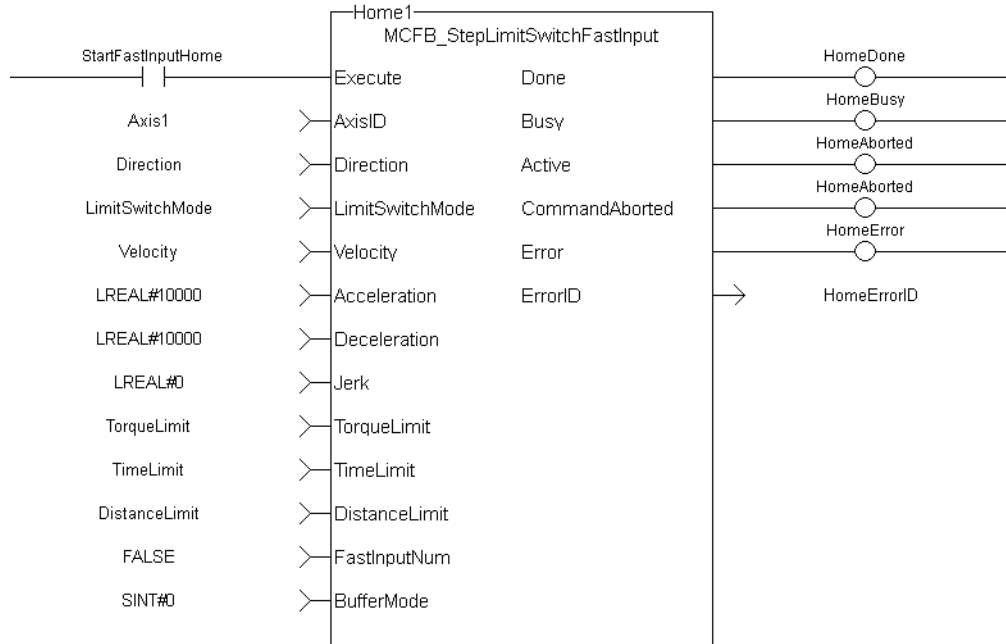 Home1
MCFB_StepLimitSwitchFastInput
StartFastInputHome Execute Done HomeDone
Axis1 AxisID Busy HomeBusy
Direction Direction Active HomeAborted
LimitSwitchMode LimitSwitchMode CommandAborted HomeAborted
Velocity Velocity Error HomeError
LREAL#10000 Acceleration ErrorID HomeErrorID
LREAL#10000 Deceleration
LREAL#0 Jerk
TorqueLimit TorqueLimit
TimeLimit TimeLimit
DistanceLimit DistanceLimit
FALSE FastInputNum
SINT#0 BufferMode